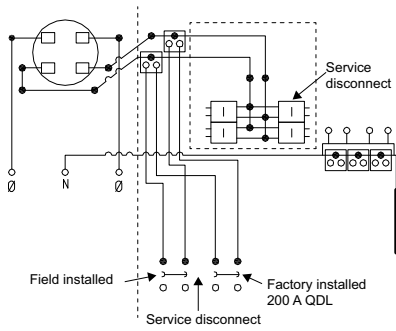 Service
disconnect
Ø
N
Ø
Field installed
Factory installed
200 A QDL
Service disconnect